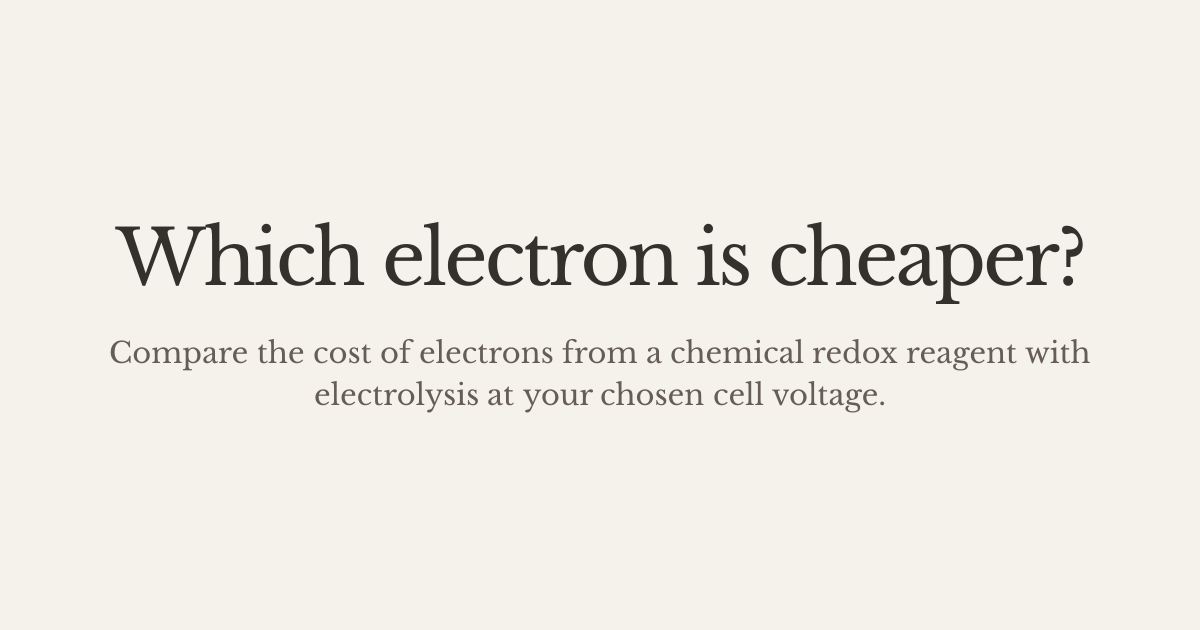 Which electron is cheaper?
Compare the cost of electrons from a chemical redox reagent with
electrolysis at your chosen cell voltage.